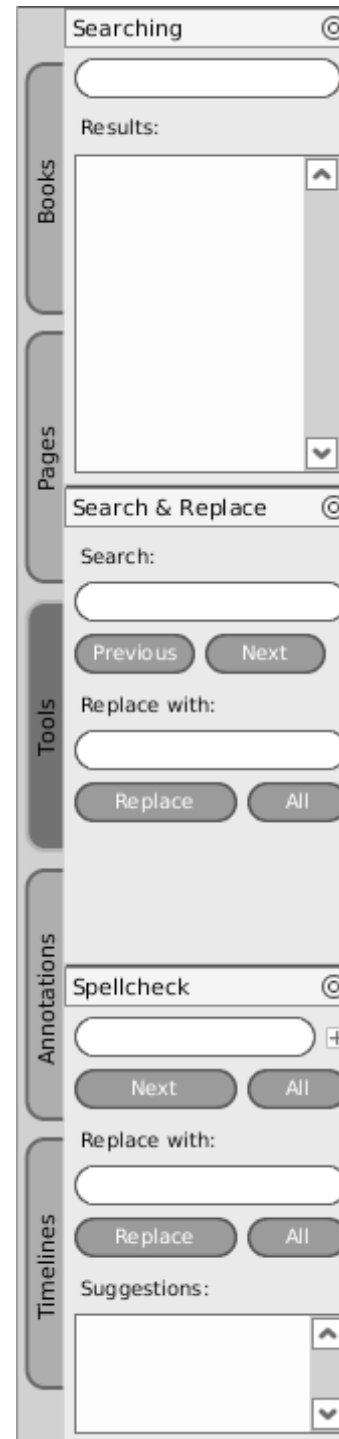 Searching
Results:
Search & Replace
Search:
Previous Next
Replace with:
Replace All
Spellcheck
Next All
Replace with:
Replace All
Suggestions:
Books
Pages
Tools
Annotations
Timelines